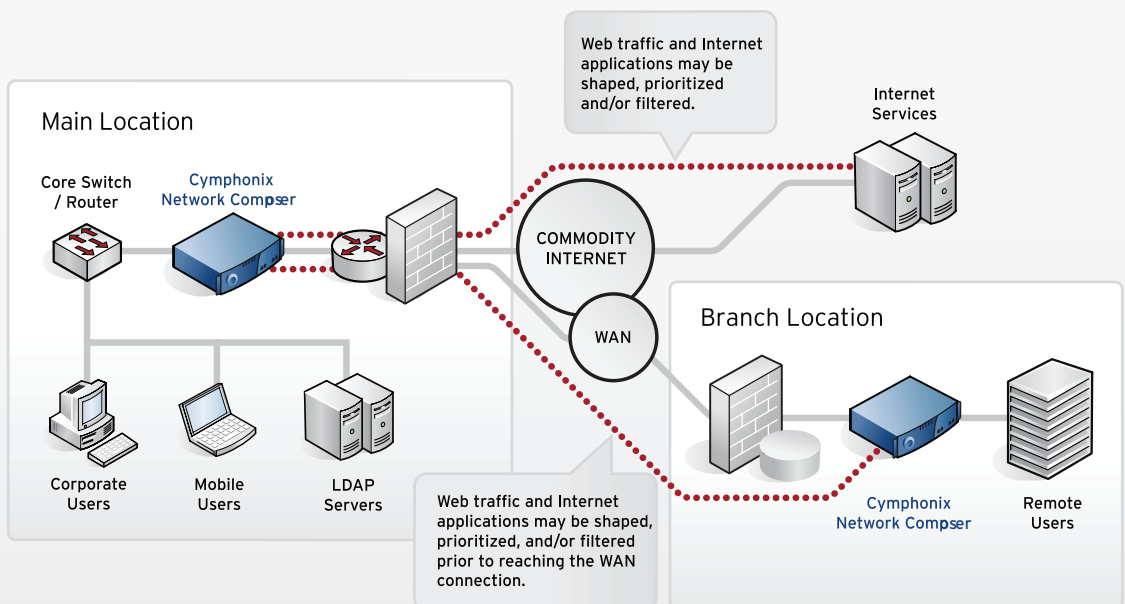 Web traffic and Internet
applications may be
shaped, prioritized
and/or filtered.
Internet
Services
Main Location
Core Switch
/ Router
Cymphonix
Network Composer
COMMODITY
INTERNET
WAN
Branch Location
Corporate
Users
Mobile
Users
LDAP
Servers
Web traffic and Internet
applications may be shaped,
prioritized, and/or filtered
prior to reaching the WAN
connection.
Cymphonix
Network Composer
Remote
Users